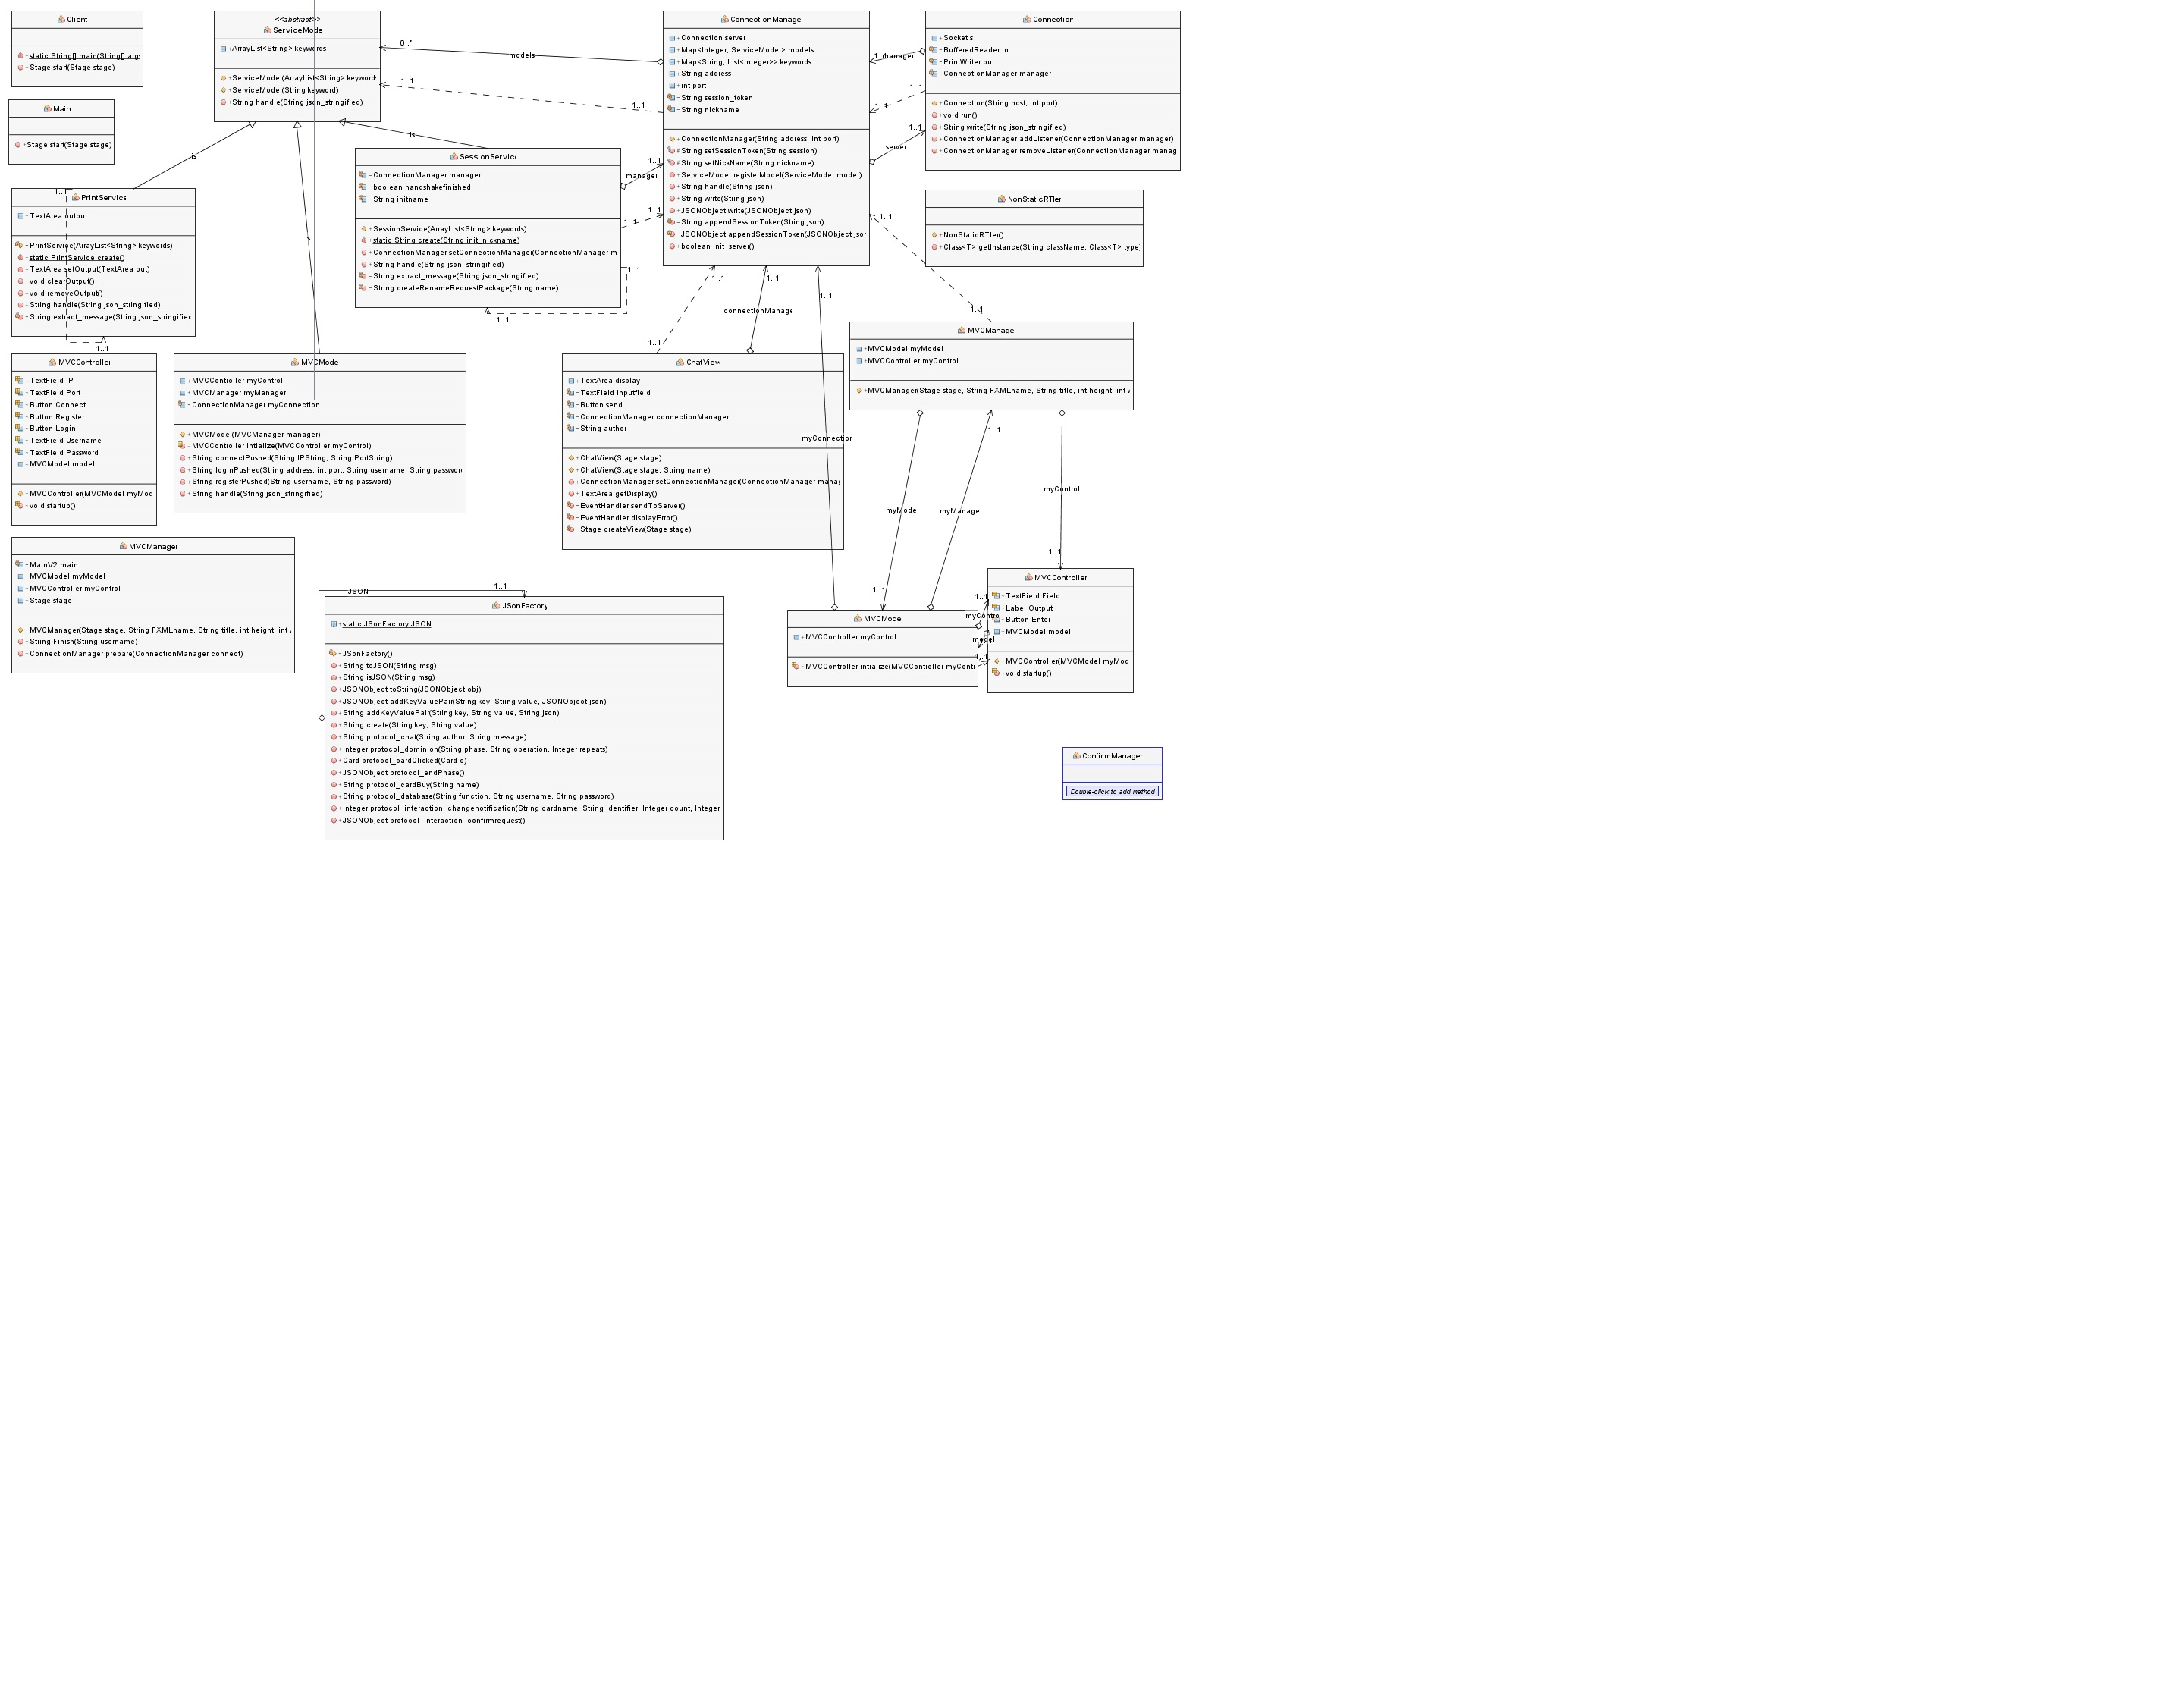 Client
+static String[] main(String[] arg
+Stage start(Stage stage)
Main
+Stage start(Stage stage)
<<abstract>>
ServiceMode
+ArrayList<String> keywords
+ServiceModel(ArrayList<String> keyword
+ServiceModel(String keyword)
+String handle(String json_stringified)
ConnectionManager
+Connection server
+Map<Integer, ServiceModel> models
+Map<String, List<Integer>> keywords
+String address
+int port
-String session_token
-String nickname
+ConnectionManager(String address, int port)
#String setSessionToken(String session)
#String setNickName(String nickname)
+ServiceModel registerModel(ServiceModel model)
+String handle(String json)
+String write(String json)
+JSONObject write(JSONObject json)
-String appendSessionToken(String json)
-JSONObject appendSessionToken(JSONObject jsor
+boolean init_server()
Connection
+Socket s
-BufferedReader in
-PrintWriter out
-ConnectionManager manager
+Connection(String host, int port)
+void run()
+String write(String json_stringified)
+ConnectionManager addListener(ConnectionManager manager)
+ConnectionManager removeListener(ConnectionManager manag
0..*
models
1..1
1..1
1..1
manager
1..1
1..1
1..1
server
is
is
is
SessionService
-ConnectionManager manager
-boolean handshakefinished
-String initname
+SessionService(ArrayList<String> keywords)
+static String create(String init_nickname)
+ConnectionManager setConnectionManager(ConnectionManager m
+String handle(String json_stringified)
-String extract_message(String json_stringified)
-String createRenameRequestPackage(String name)
1..1
manager
1..1
1..1
1..1
1..1
PrintService
1..1
+TextArea output
-PrintService(ArrayList<String> keywords)
+static PrintService create()
+TextArea setOutput(TextArea out)
+void clearOutput()
+void removeOutput()
+String handle(String json_stringified)
-String extract_message(String json_stringified
1..1
NonStaticRTIer
+NonStaticRTIer()
+Class<T> getInstance(String className, Class<T> type)
1..1
1..1
1..1
1..1
1..1
1..1
connectionManage
MVCManager
+MVCModel myModel
+MVCController myControl
+MVCManager(Stage stage, String FXMLname, String title, int height, int v
MVCController
-TextField IP
-TextField Port
-Button Connect
-Button Register
-Button Login
-TextField Username
-TextField Password
+MVCModel model
+MVCController(MVCModel myMod
-void startup()
MVCMode
+MVCController myControl
+MVCManager myManager
-ConnectionManager myConnection
+MVCModel(MVCManager manager)
-MVCController intialize(MVCController myControl)
+String connectPushed(String IPString, String PortString)
+String loginPushed(String address, int port, String username, String passwor
+String registerPushed(String username, String password)
+String handle(String json_stringified)
ChatView
+TextArea display
-TextField inputfield
-Button send
-ConnectionManager connectionManager
-String author
+ChatView(Stage stage)
+ChatView(Stage stage, String name)
+ConnectionManager setConnectionManager(ConnectionManager manag
+TextArea getDisplay()
-EventHandler sendToServer()
-EventHandler displayError()
-Stage createView(Stage stage)
myConnection
1..1
myControl
myMode
myManage
1..1
1..1
MVCManager
-MainV2 main
+MVCModel myModel
+MVCController myControl
+Stage stage
+MVCManager(Stage stage, String FXMLname, String title, int height, int v
+String Finish(String username)
+ConnectionManager prepare(ConnectionManager connect)
JSON
1..1
JSonFactory
+static JSonFactory JSON
-JSonFactory()
+String toJSON(String msg)
+String isJSON(String msg)
+JSONObject toString(JSONObject obj)
+JSONObject addKeyValuePair(String key, String value, JSONObject json)
+String addKeyValuePair(String key, String value, String json)
+String create(String key, String value)
+String protocol_chat(String author, String message)
+Integer protocol_dominion(String phase, String operation, Integer repeats)
+Card protocol_cardClicked(Card c)
+JSONObject protocol_endPhase()
+String protocol_cardBuy(String name)
+String protocol_database(String function, String username, String password)
+Integer protocol_interaction_changenotification(String cardname, String identifier, Integer count, Integer
+JSONObject protocol_interaction_confirmrequest()
MVCMode
+MVCController myControl
-MVCController intialize(MVCController myContr
1..1
myContro
model
MVCController
-TextField Field
-Label Output
-Button Enter
+MVCModel model
+MVCController(MVCModel myMod
-void startup()
ConfirmManager
Double-click to add method